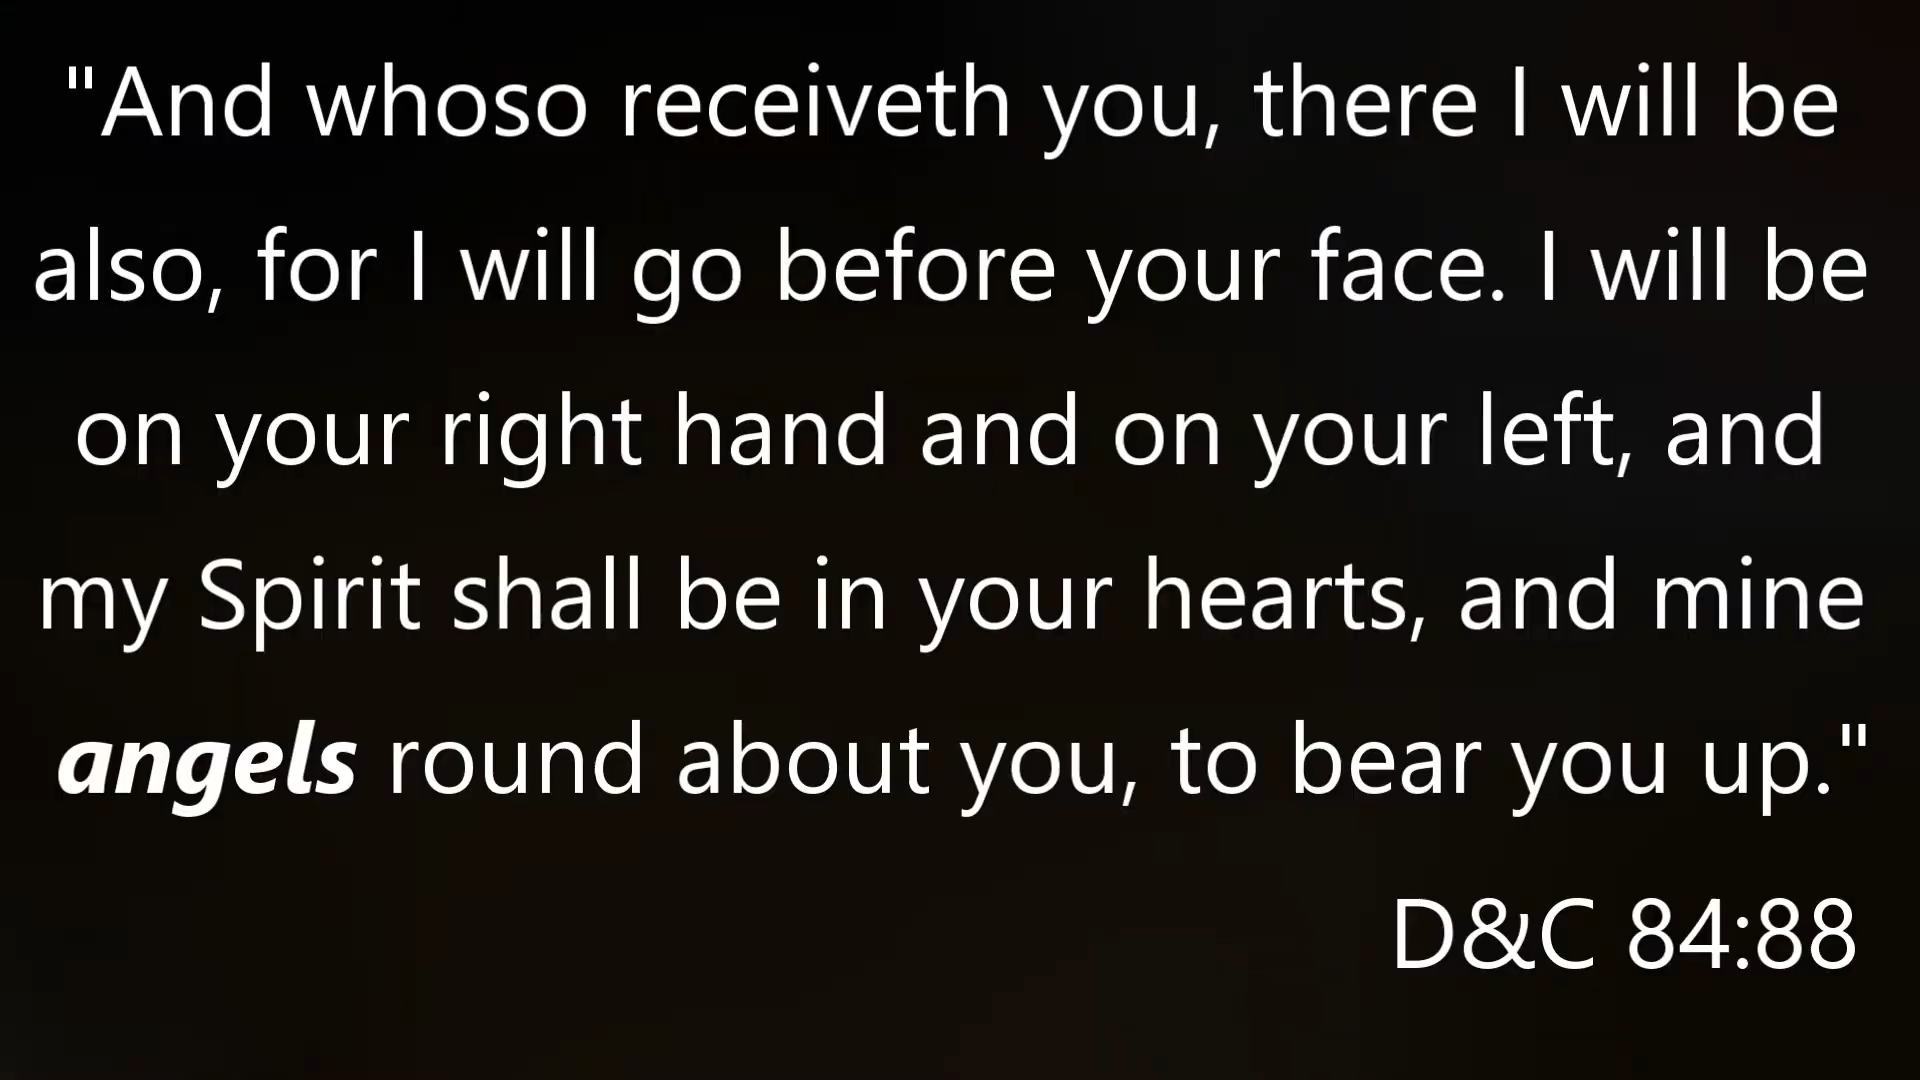 "And whoso receiveth you, there I will be
also, for I will go before your face. I will be
on your right hand and on your left, and
my Spirit shall be in your hearts, and mine
angels round about you, to bear you up."
D&C 84:88